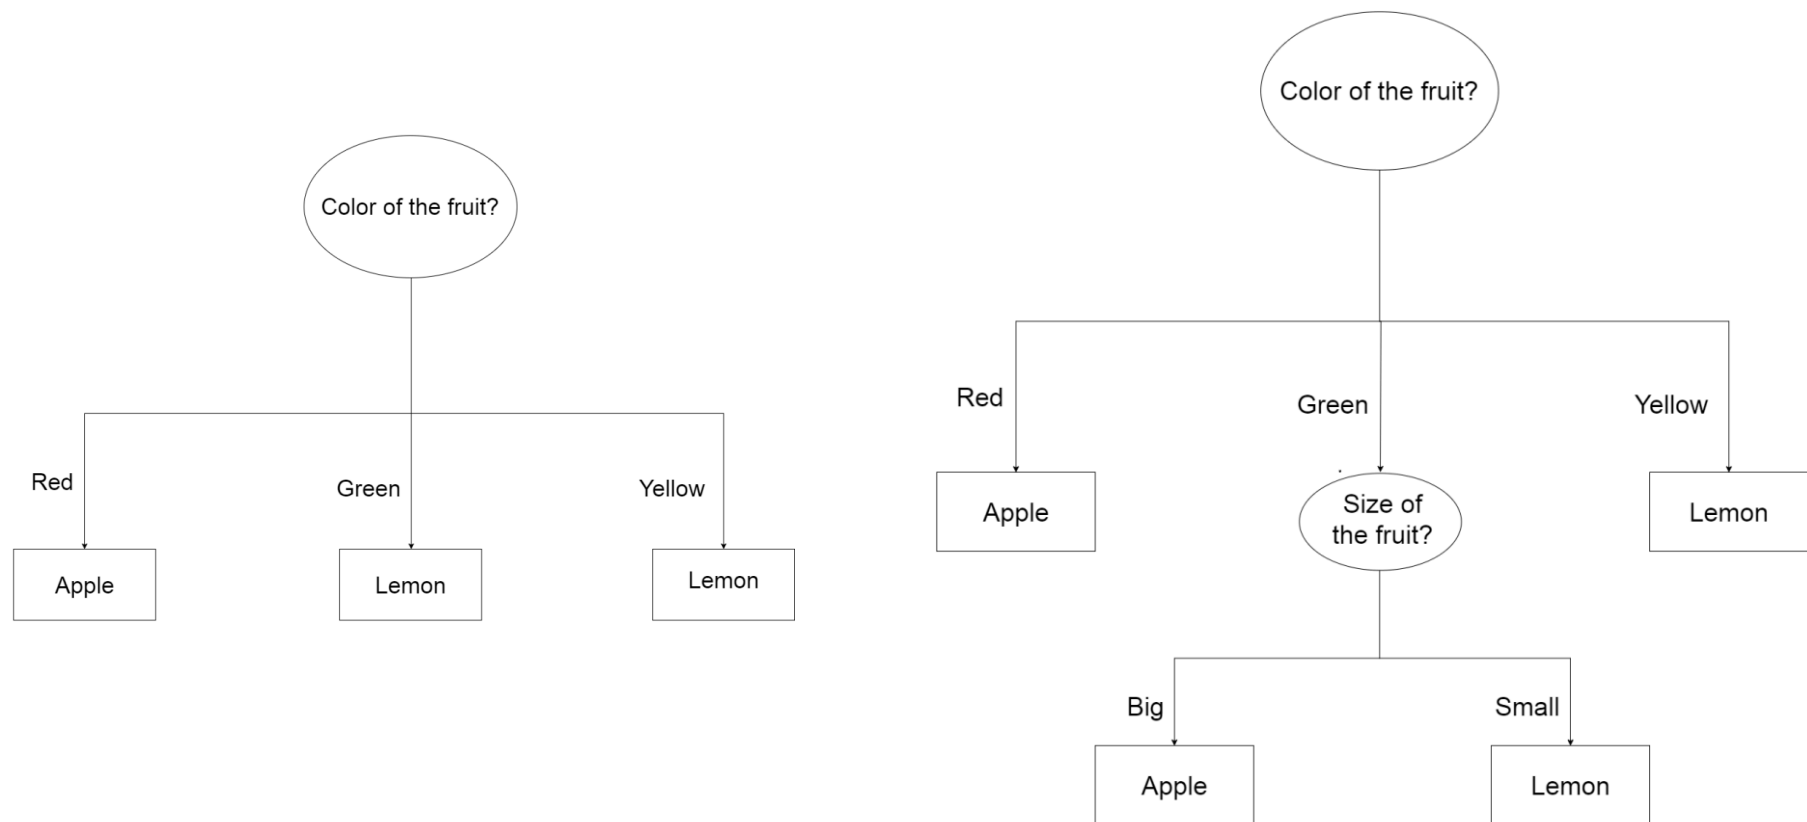 Color of the fruit?
Red
Green
Yellow
Apple
Lemon
Lemon
Color of the fruit?
Red
Green
Yellow
Apple
Size of
the fruit?
Lemon
Big
Small
Apple
Lemon